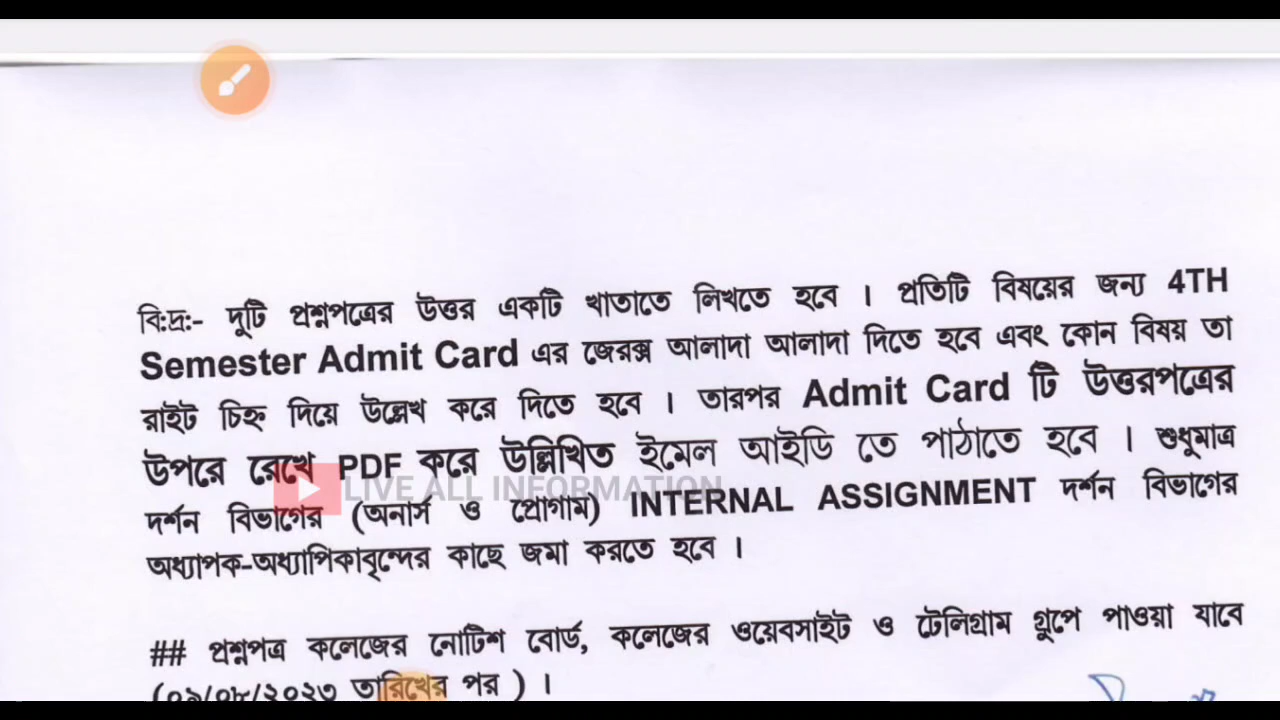 বি:দ্র:- দুটি প্রশ্নপত্রের উত্তর একটি খাতাতে লিখতে হবে । প্রতিটি বিষয়ের জন্য 4TH
Semester Admit Card এর জেরক্স আলাদা আলাদা দিতে হবে এবং কোন বিষয় তা
রাইট চিহ্ন দিয়ে উল্লেখ করে দিতে হবে । তারপর Admit Card টি উত্তরপত্রের
উপরে রেখে PDF করে উল্লিখিত ইমেল আইডি তে পাঠাতে হবে । শুধুমাত্র
LIVE ALL INFORMATION
দর্শন বিভাগের (অনার্স ও প্রোগাম) INTERNAL ASSIGNMENT দর্শন বিভাগের
অধ্যাপক-অধ্যাপিকাবৃন্দের কাছে জমা করতে হবে ।
## প্রশ্নপত্র কলেজের নোটিশ বোর্ড, কলেজের ওয়েবসাইট ও টেলিগ্রাম গ্রুপে পাওয়া যাবে
তারিখের পর ) ।